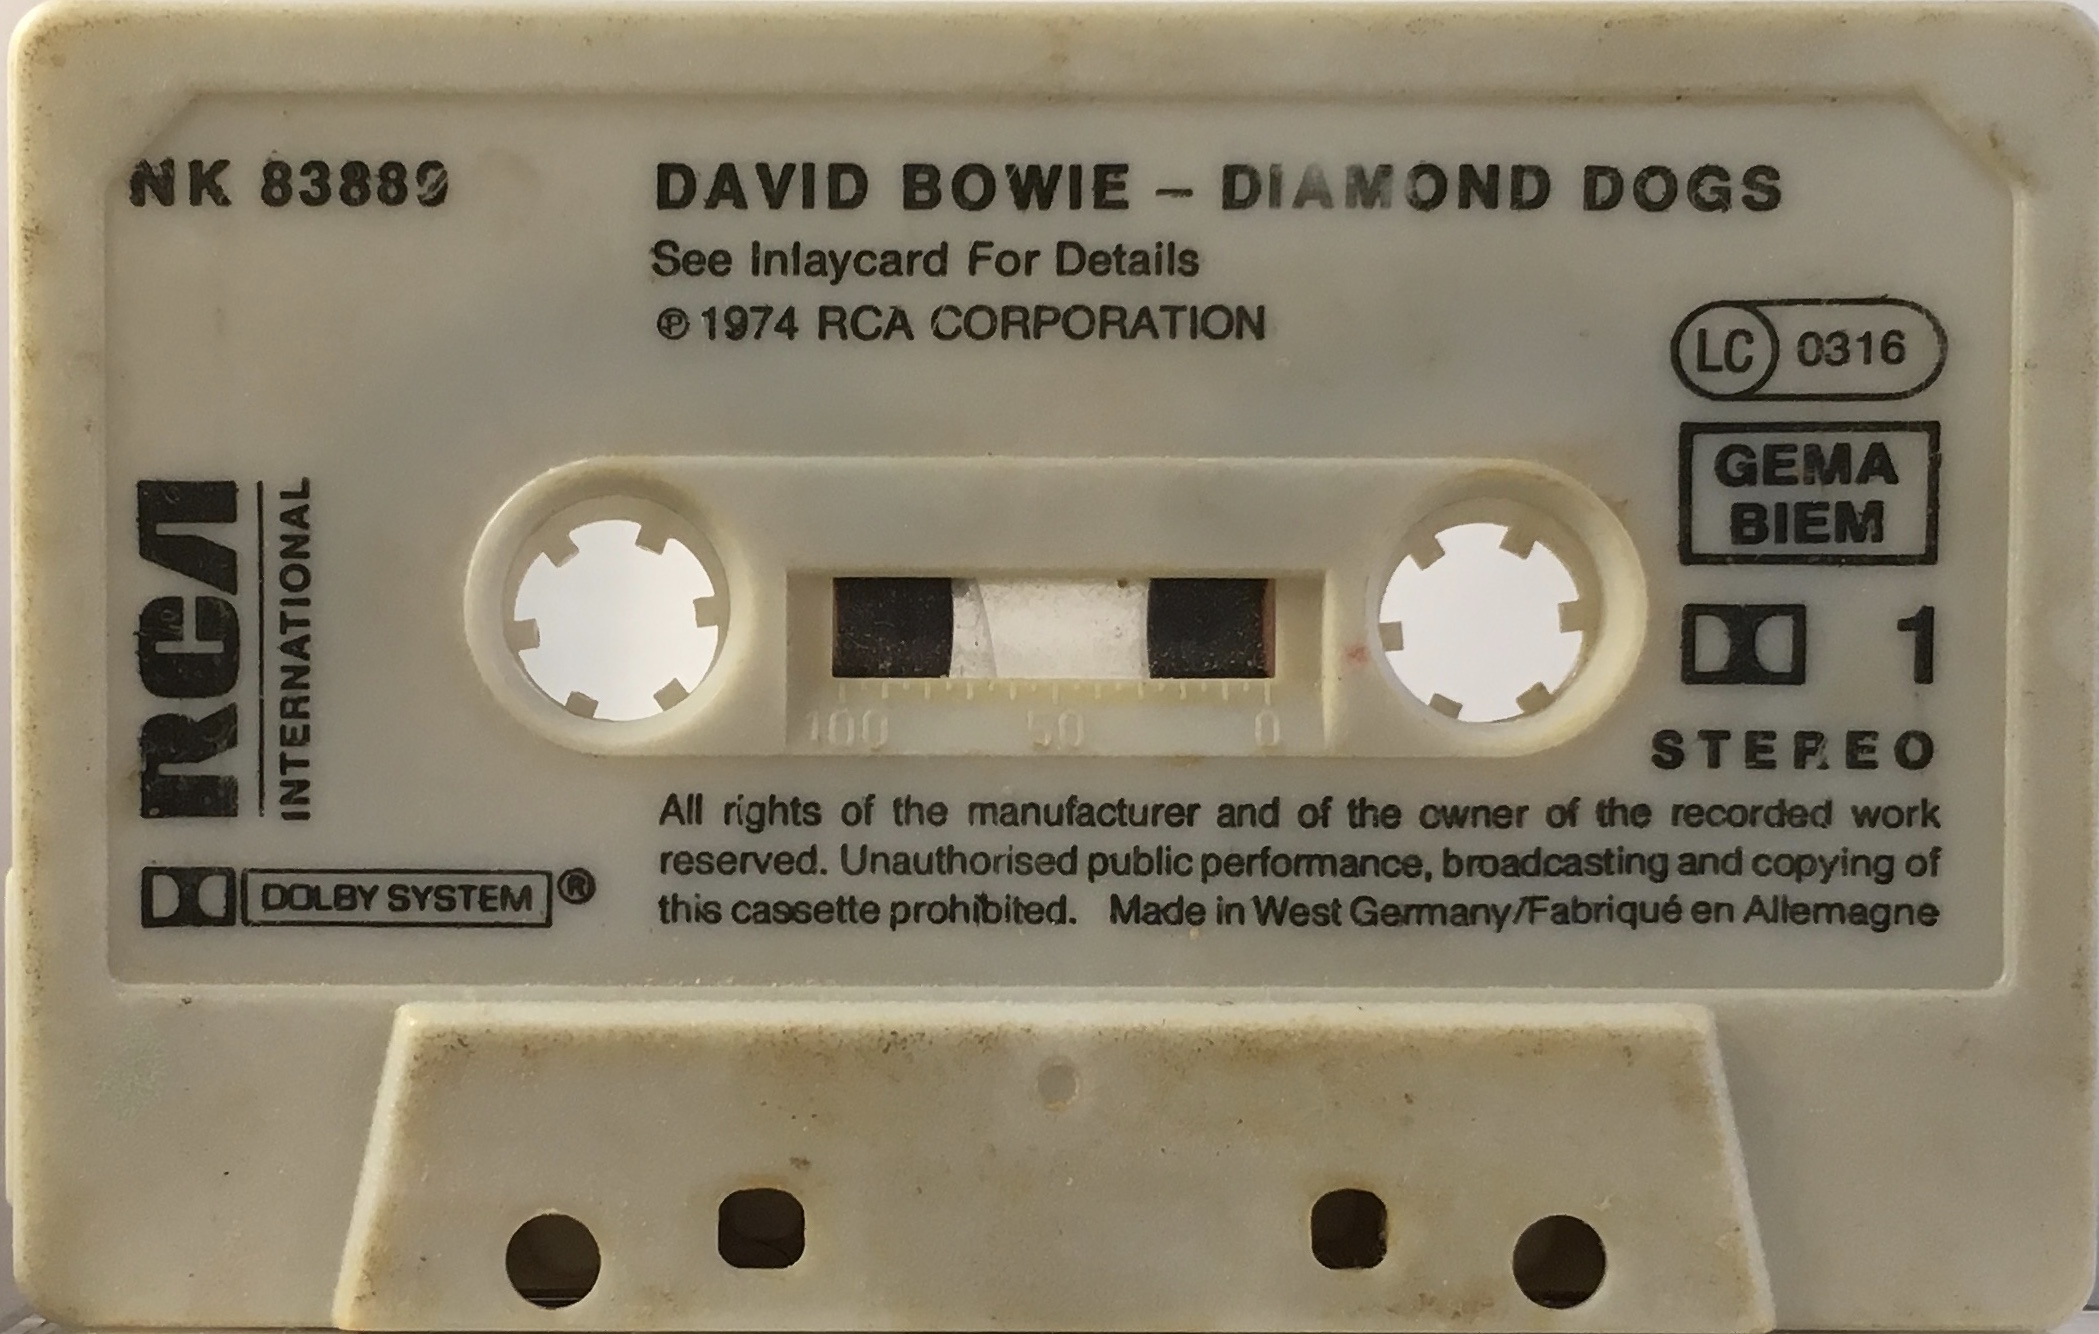 NK 83889
DAVID BOWIE – DIAMOND DOGS
See Inlaycard For Details
℗ 1974 RCA CORPORATION
LC 0316
GEMA
BIEM
RCA
INTERNATIONAL
1
STEREO
100 50 0
All rights of the manufacturer and of the owner of the recorded work
reserved. Unauthorised public performance, broadcasting and copying of
this cassette prohibited. Made in West Germany/Fabriqué en Allemagne
DOLBY SYSTEM®